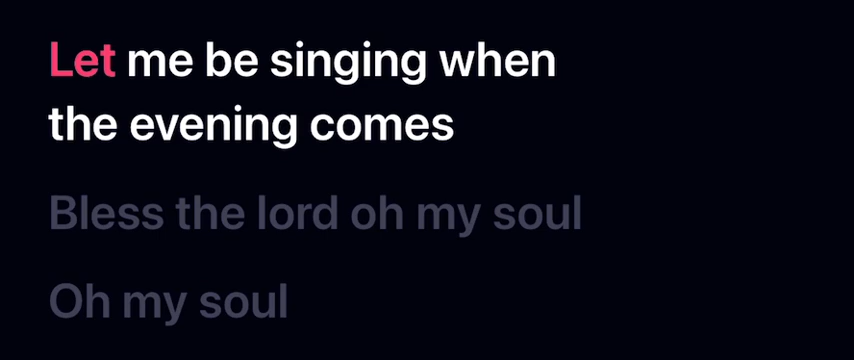 Let me be singing when
the evening comes
Bless the lord oh my soul
Oh my soul